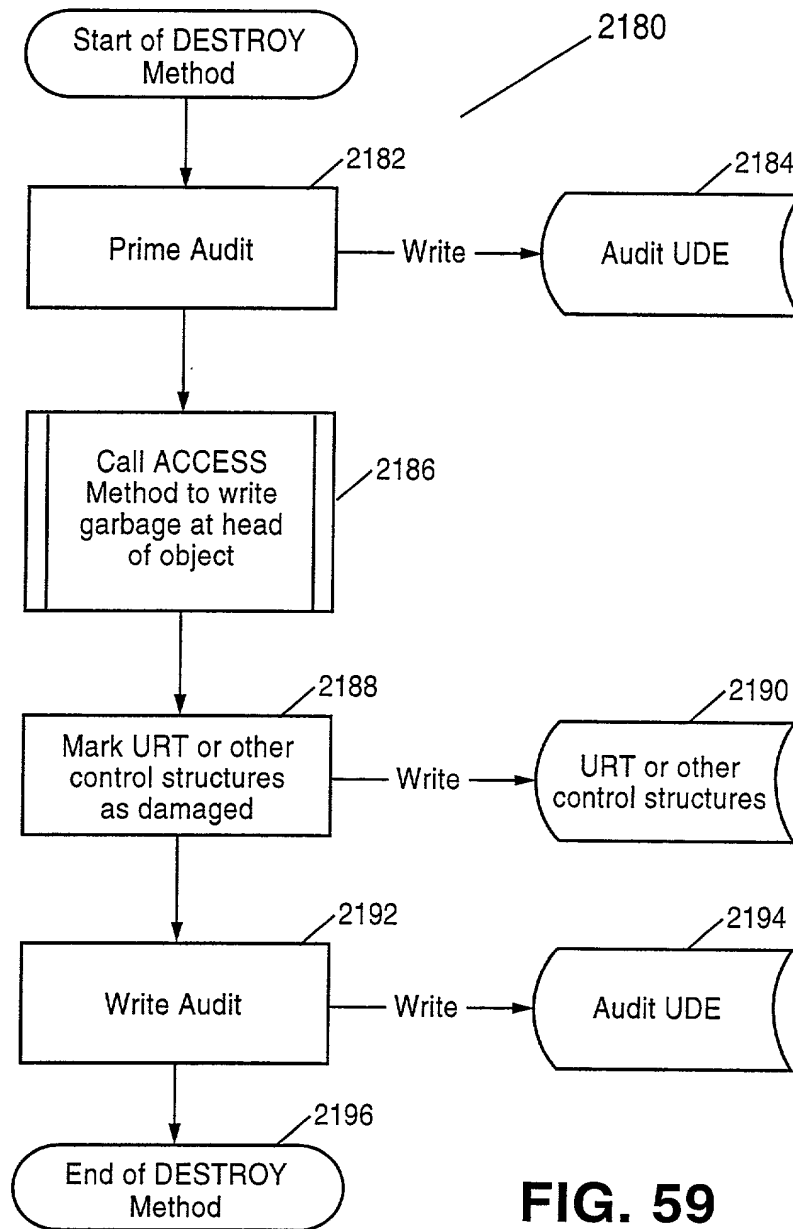 Start of DESTROY
Method
2180
2182
Prime Audit
Write
2184
Audit UDE
Call ACCESS
Method to write
garbage at head
of object
2186
2188
Mark URT or other
control structures
as damaged
Write
2190
URT or other
control structures
2192
Write Audit
Write
2194
Audit UDE
2196
End of DESTROY
Method
FIG. 59